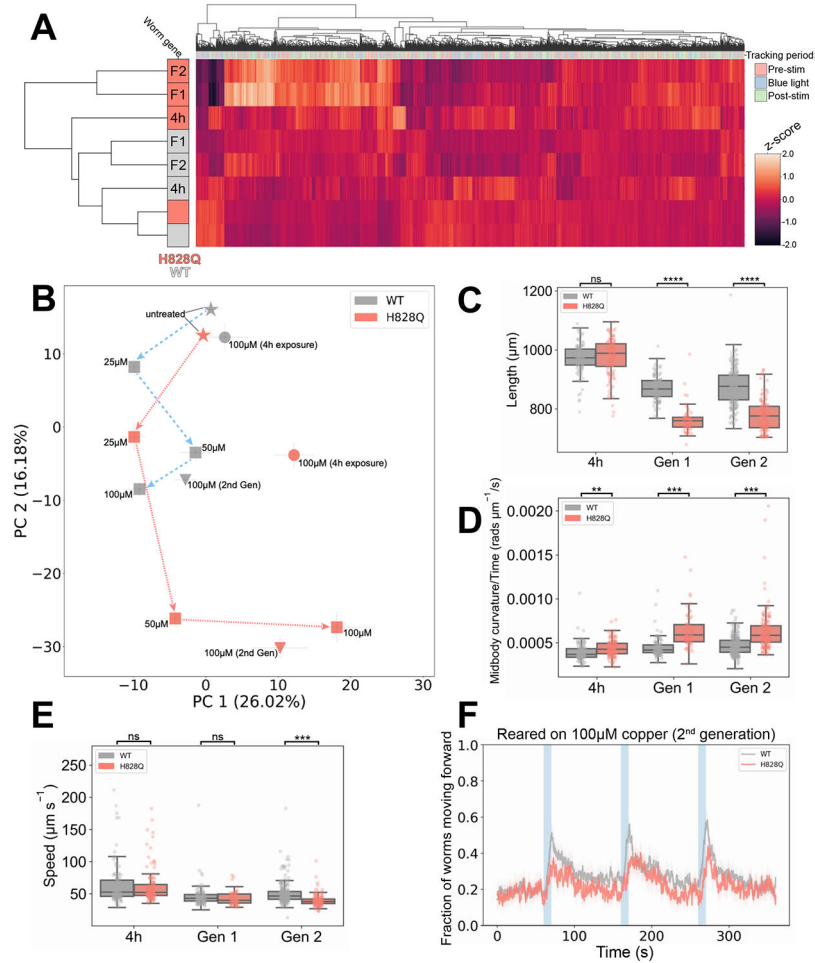 A
Worm gene
F2
F1
4h
F1
F2
4h
H828Q
WT
Tracking period:
Pre-stim
Blue light
Post-stim
z-score
2.0
1.0
0.0
-1.0
-2.0
B
WT
H828Q
untreated
100μM (4h exposure)
25μM
25μM
50μM
100μM (4h exposure)
100μM (2nd Gen)
100μM
50μM
100μM
100μM (2nd Gen)
10
0
−10
−20
−30
PC 2 (16.18%)
−10
0
10
20
30
PC 1 (26.02%)
C
ns
****
****
WT
H828Q
Length (μm)
1200
1000
800
4h
Gen 1
Gen 2
D
**
***
***
WT
H828Q
Midbody curvature/Time (rads μm⁻¹/s)
0.0020
0.0015
0.0010
0.0005
4h
Gen 1
Gen 2
E
ns
ns
***
WT
H828Q
Speed (μm s⁻¹)
250
200
150
100
50
4h
Gen 1
Gen 2
F
Reared on 100μM copper (2ⁿᵈ generation)
WT
H828Q
Fraction of worms moving forward
1.0
0.8
0.6
0.4
0.2
0.0
0
100
200
300
Time (s)